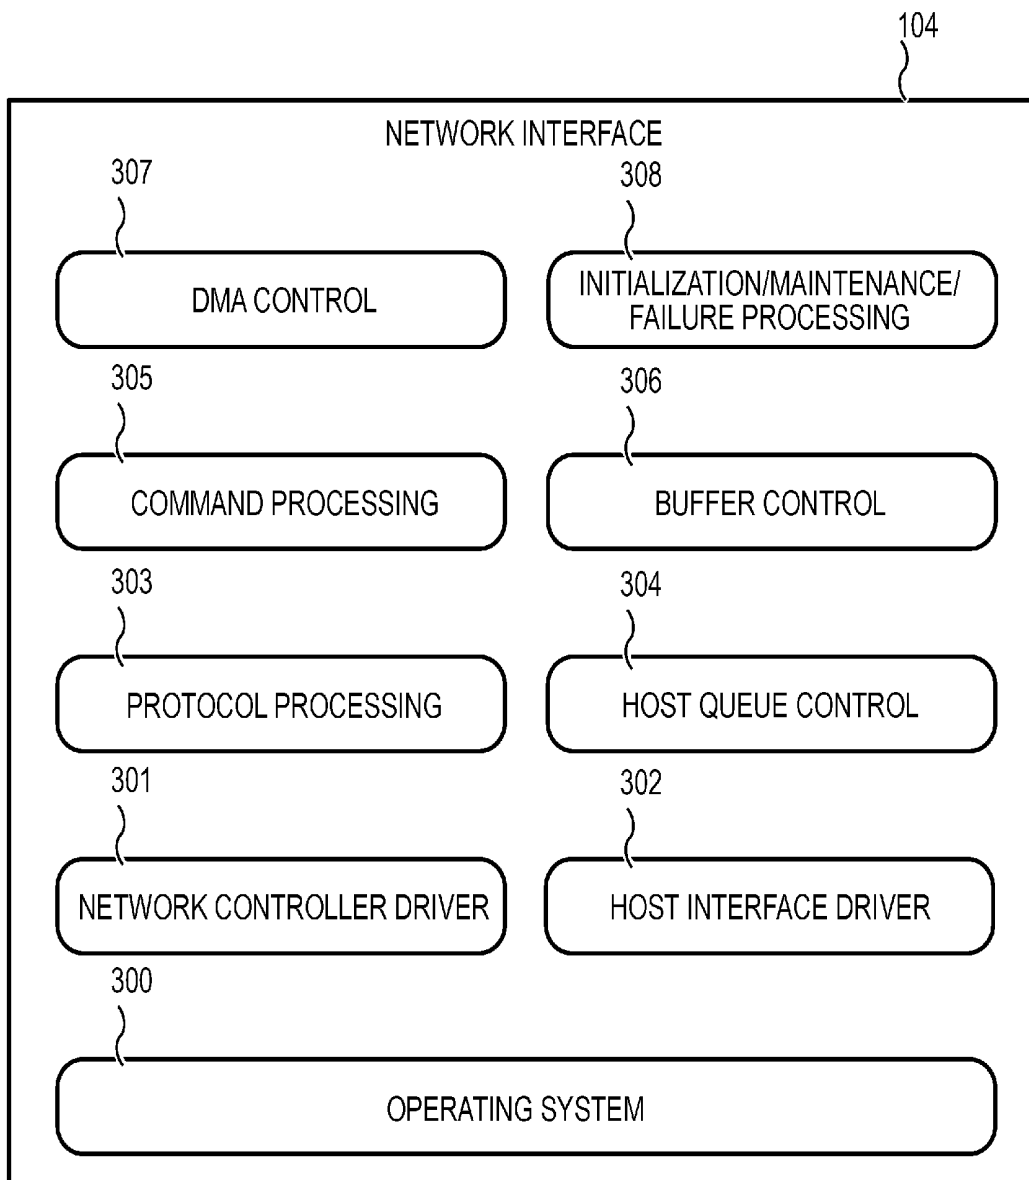 104
NETWORK INTERFACE
307
308
DMA CONTROL
INITIALIZATION/MAINTENANCE/
FAILURE PROCESSING
305
306
COMMAND PROCESSING
BUFFER CONTROL
303
304
PROTOCOL PROCESSING
HOST QUEUE CONTROL
301
302
NETWORK CONTROLLER DRIVER
HOST INTERFACE DRIVER
300
OPERATING SYSTEM